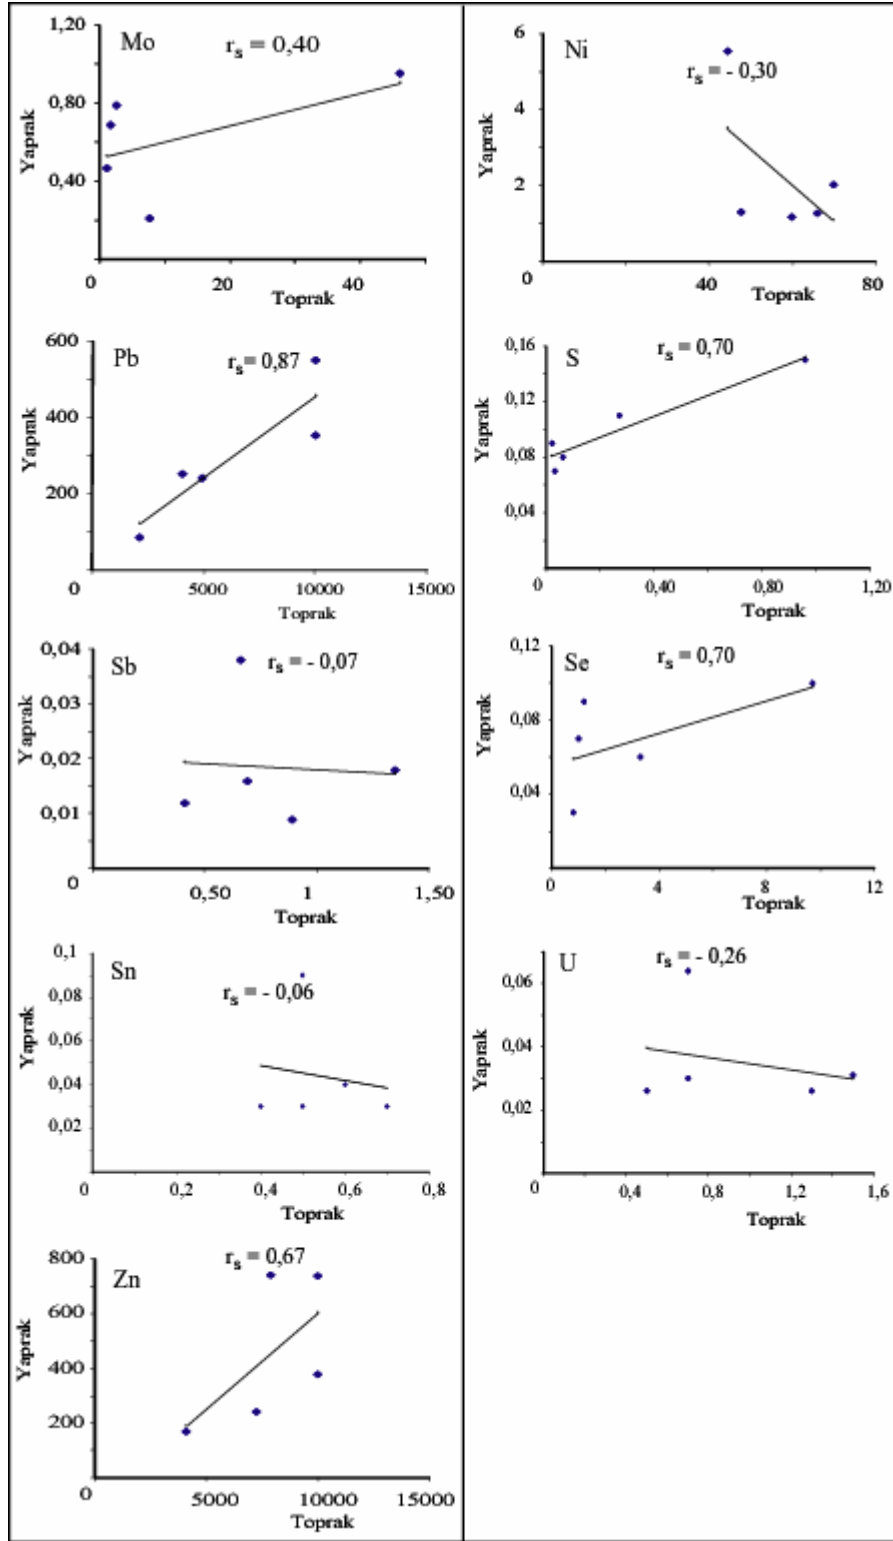 Mo
r_s = 0,40
Yaprak
1,20
0,80
0,40
0
20
40
Toprak
Ni
r_s = - 0,30
Yaprak
6
4
2
0
40
80
Toprak
Pb
r_s = 0,87
Yaprak
600
400
200
0
5000
10000
15000
Toprak
S
r_s = 0,70
Yaprak
0,16
0,12
0,08
0,04
0
0,40
0,80
1,20
Toprak
Sb
r_s = - 0,07
Yaprak
0,04
0,03
0,02
0,01
0
0,50
1
1,50
Toprak
Se
r_s = 0,70
Yaprak
0,12
0,08
0,04
0
4
8
12
Toprak
Sn
r_s = - 0,06
Yaprak
0,1
0,08
0,06
0,04
0,02
0
0,2
0,4
0,6
0,8
Toprak
U
r_s = - 0,26
Yaprak
0,06
0,04
0,02
0
0,4
0,8
1,2
1,6
Toprak
Zn
r_s = 0,67
Yaprak
800
600
400
200
0
5000
10000
15000
Toprak